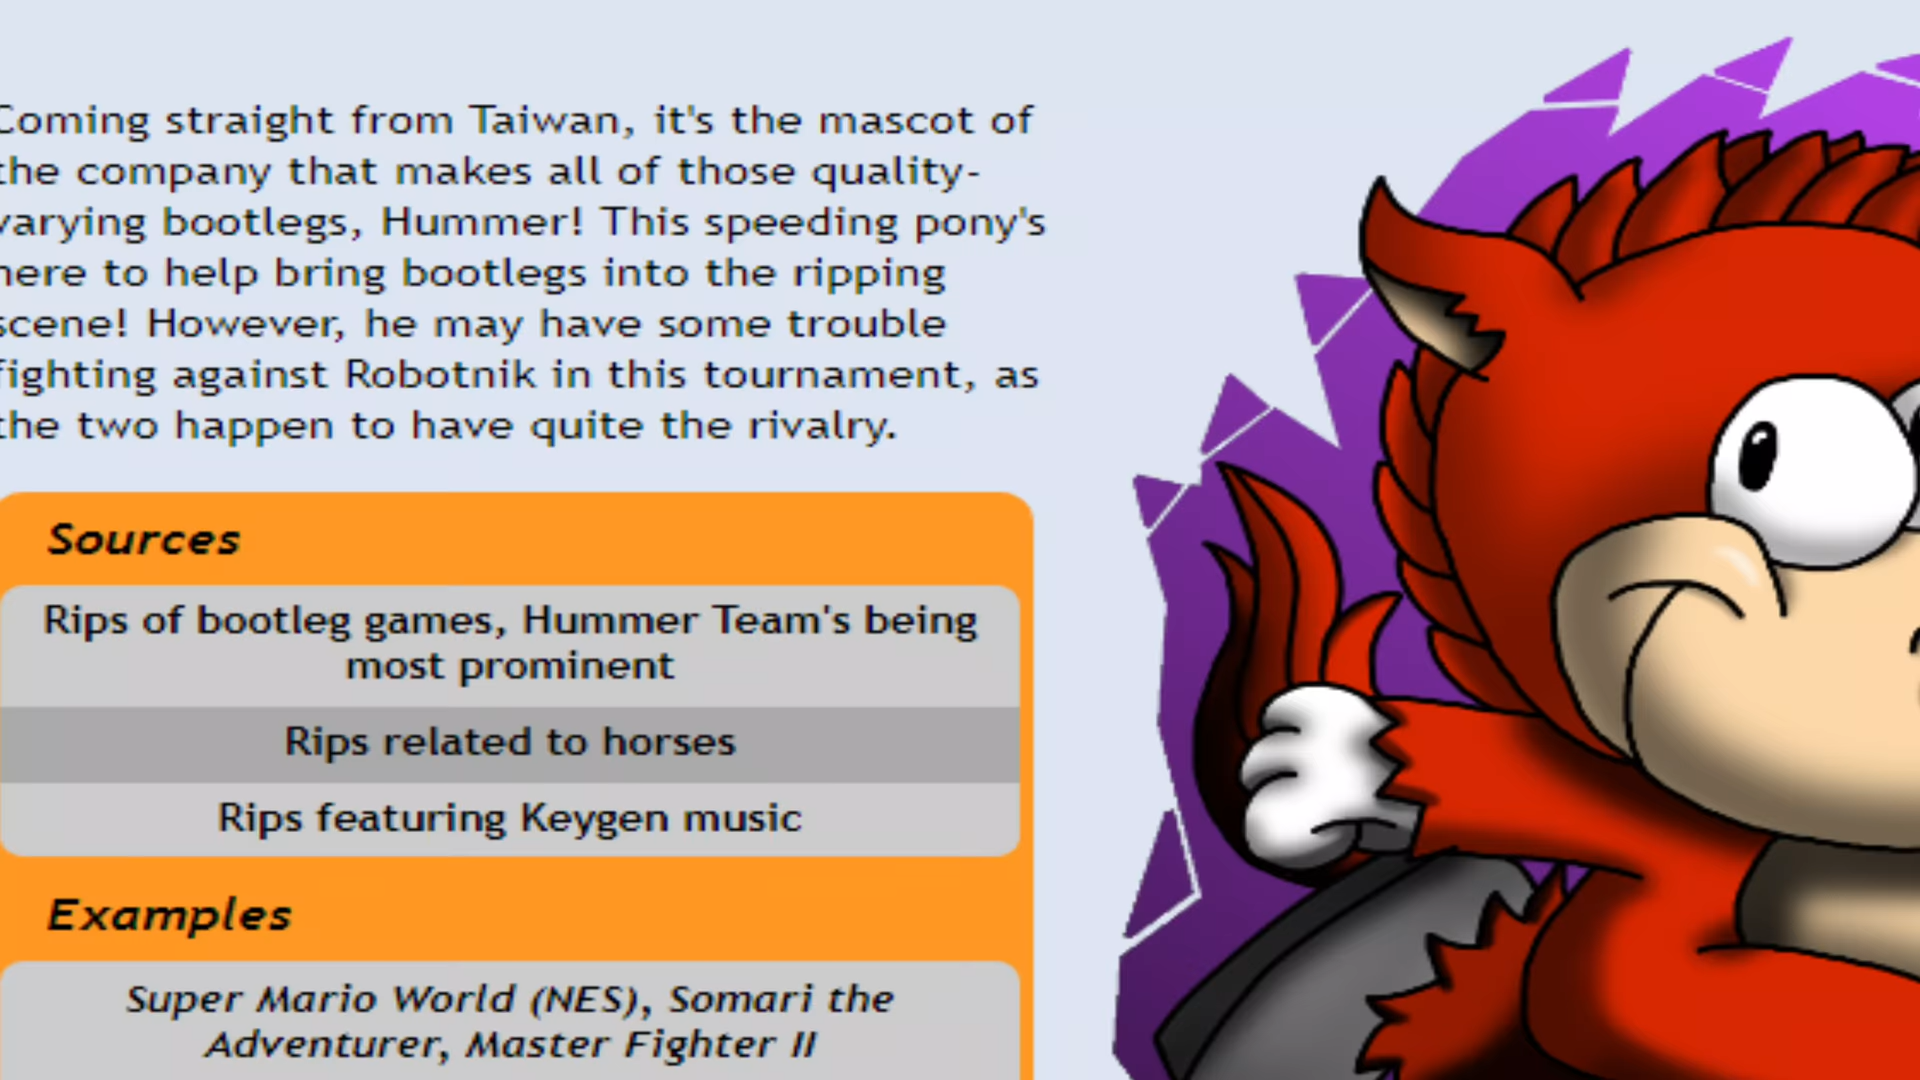 Coming straight from Taiwan, it's the mascot of
the company that makes all of those quality-
varying bootlegs, Hummer! This speeding pony's
here to help bring bootlegs into the ripping
scene! However, he may have some trouble
fighting against Robotnik in this tournament, as
the two happen to have quite the rivalry.
Sources
Rips of bootleg games, Hummer Team's being
most prominent
Rips related to horses
Rips featuring Keygen music
Examples
Super Mario World (NES), Somari the
Adventurer, Master Fighter II